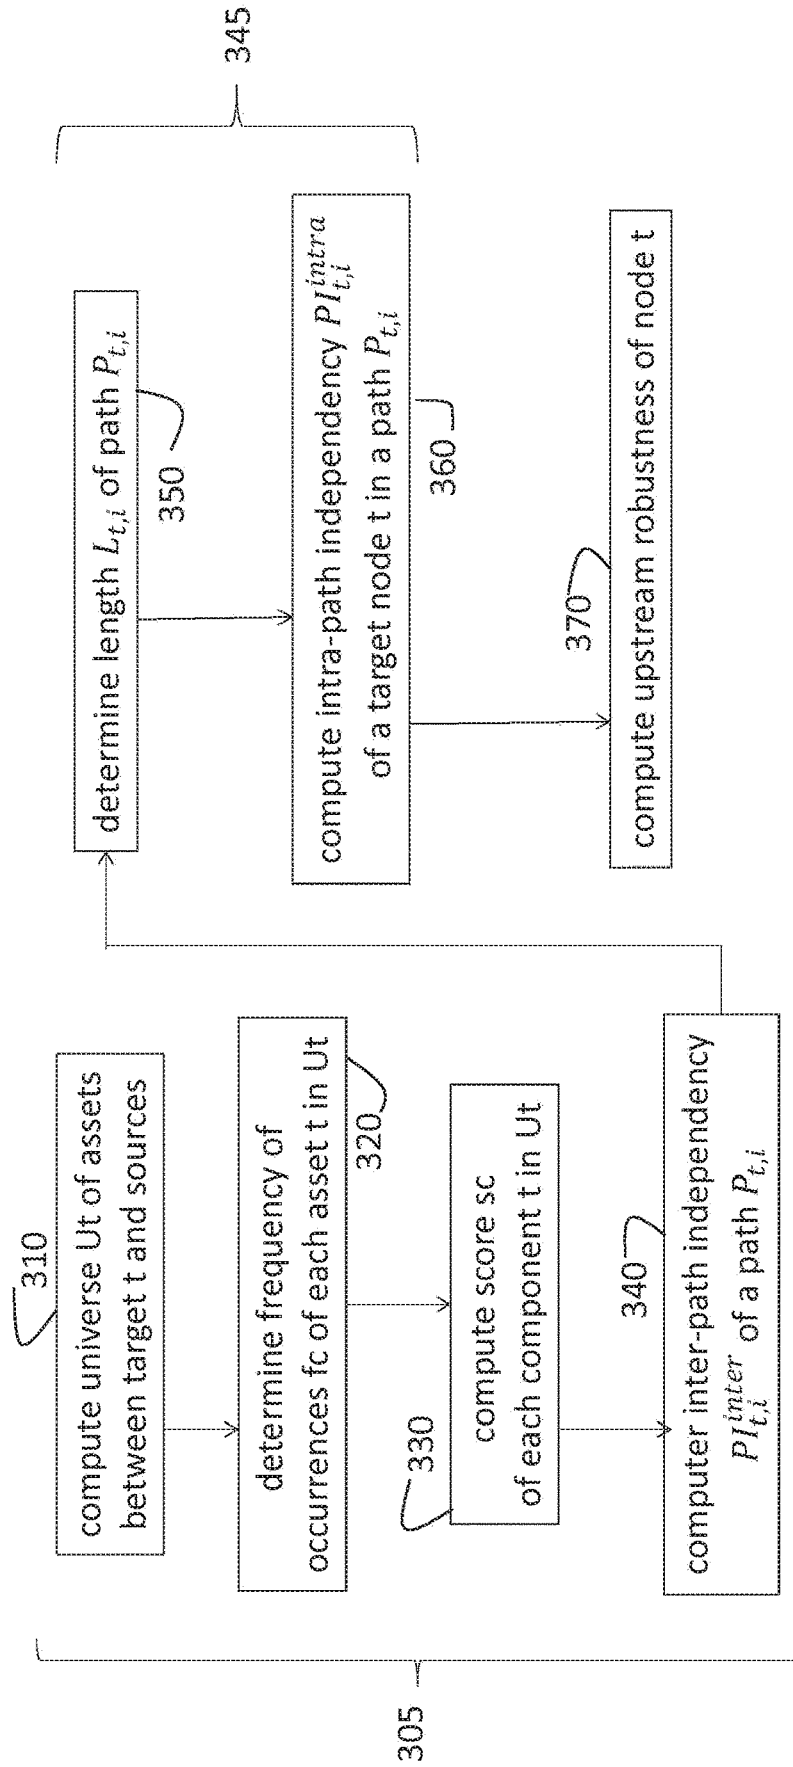 305
310
compute universe Ut of assets
between target t and sources
determine frequency of
occurrences fc of each asset t in Ut
320
330
compute score sc
of each component t in Ut
340
computer inter-path independency
$PI_{t,i}^{inter}$ of a path $P_{t,i}$
345
determine length $L_{t,i}$ of path $P_{t,i}$
350
compute intra-path independency $PI_{t,i}^{intra}$
of a target node t in a path $P_{t,i}$
360
370
compute upstream robustness of node t